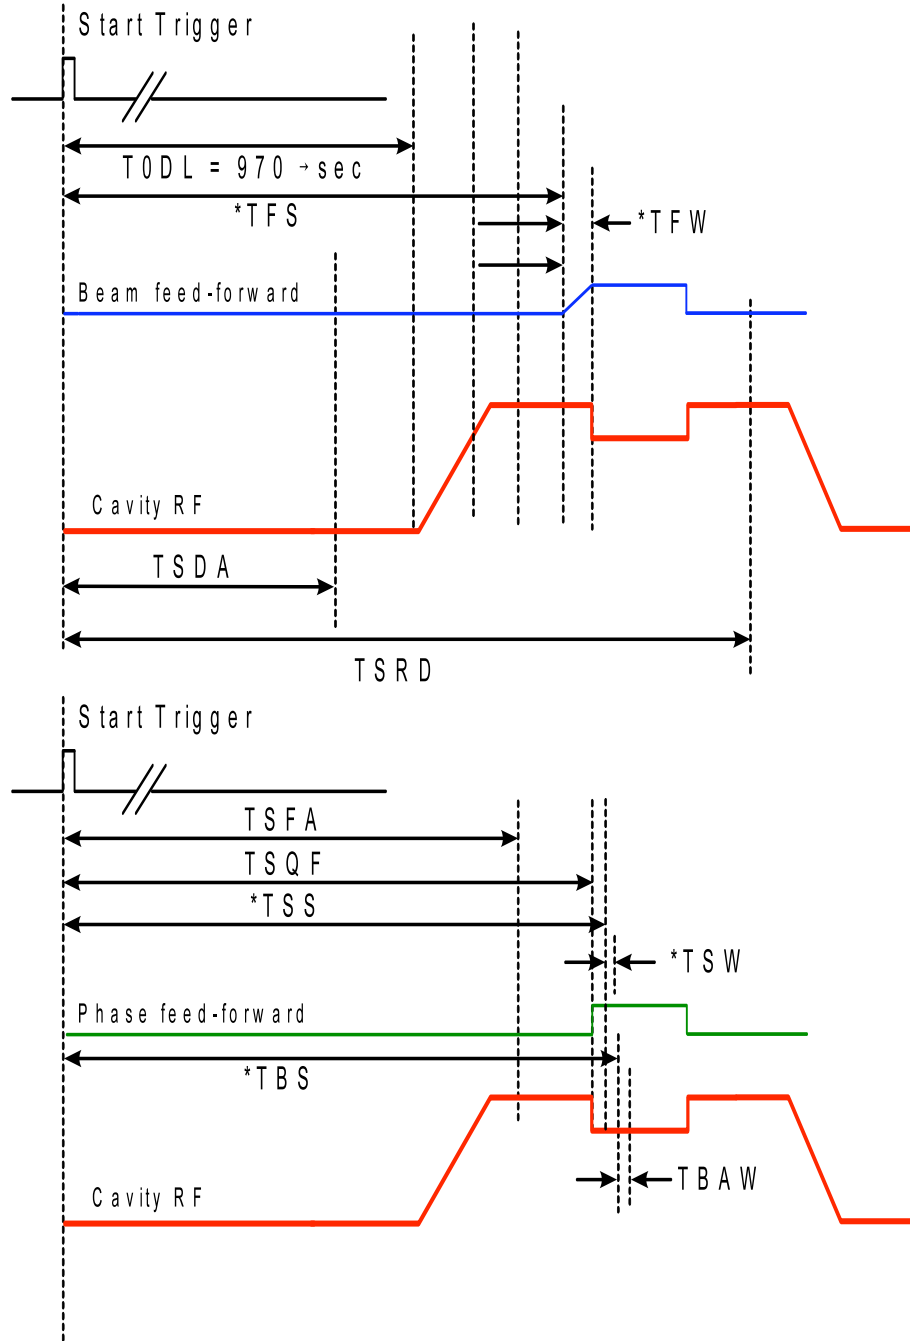 Start Trigger
T0DL = 970 →sec
*TFS
*TFW
Beam feed-forward
Cavity RF
TSDA
TSRD
Start Trigger
TSFA
TSQF
*TSS
*TSW
Phase feed-forward
*TBS
TBAW
Cavity RF